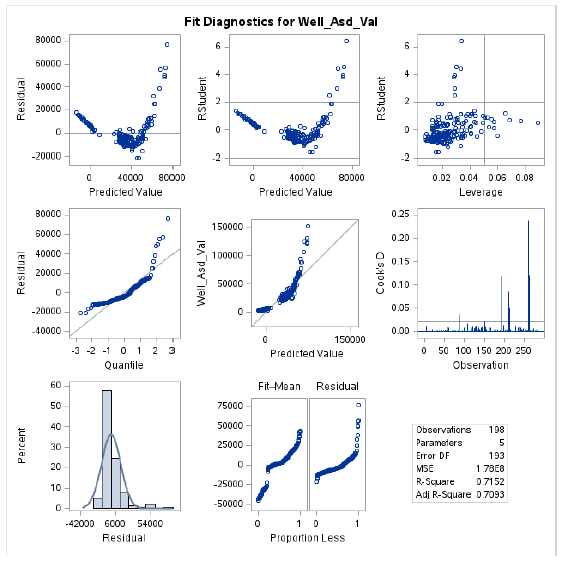 Fit Diagnostics for Well_Asd_Val
80000
60000
40000
20000
0
-20000
Residual
0 40000 80000
Predicted Value
6
4
2
0
-2
RStudent
0 40000 80000
Predicted Value
6
4
2
0
-2
RStudent
0.02 0.04 0.06 0.08
Leverage
80000
60000
40000
20000
0
-20000
-40000
Residual
-3 -2 -1 0 1 2 3
Quantile
150000
100000
50000
0
Well_Asd_Val
0 150000
Predicted Value
0.25
0.20
0.15
0.10
0.05
0.00
Cook's D
0 50 100 150 200 250
Observation
60
50
40
30
20
10
0
Percent
-42000 6000 54000
Residual
Fit–Mean Residual
75000
50000
25000
0
-25000
-50000
0 1 0 1
Proportion Less
Observations 198
Parameters 5
Error DF 193
MSE 1.78E8
R-Square 0.7152
Adj R-Square 0.7093